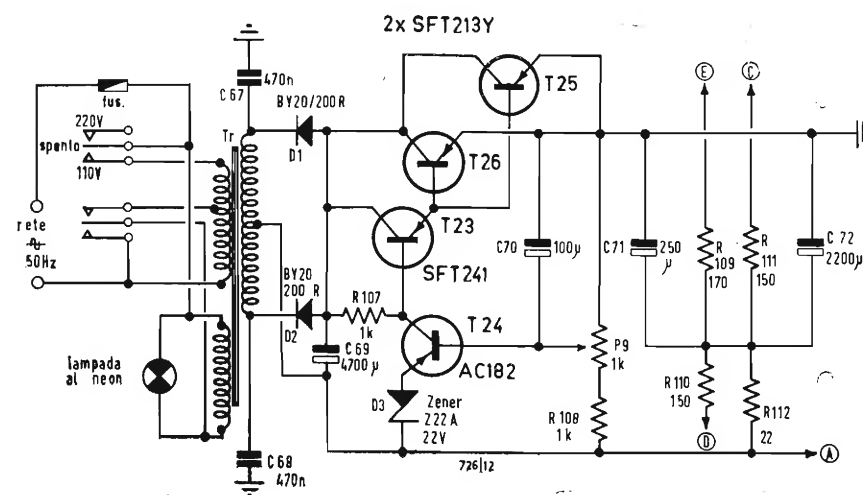 2x SFT213Y
470n
C67
BY20/200R
D1
T25
T26
T23
SFT241
E
C
fus.
220V
spento
110V
Tr
rete
50Hz
lampada
al neon
BY20
200 R
D2
R107
1k
C69
4700µ
T24
AC182
D3
Zener
Z22A
22V
C70
100µ
C71
250
µ
P9
1k
R108
1k
R
109
170
R
111
150
C 72
2200µ
R110
150
R112
22
D
A
C68
470n
726|12